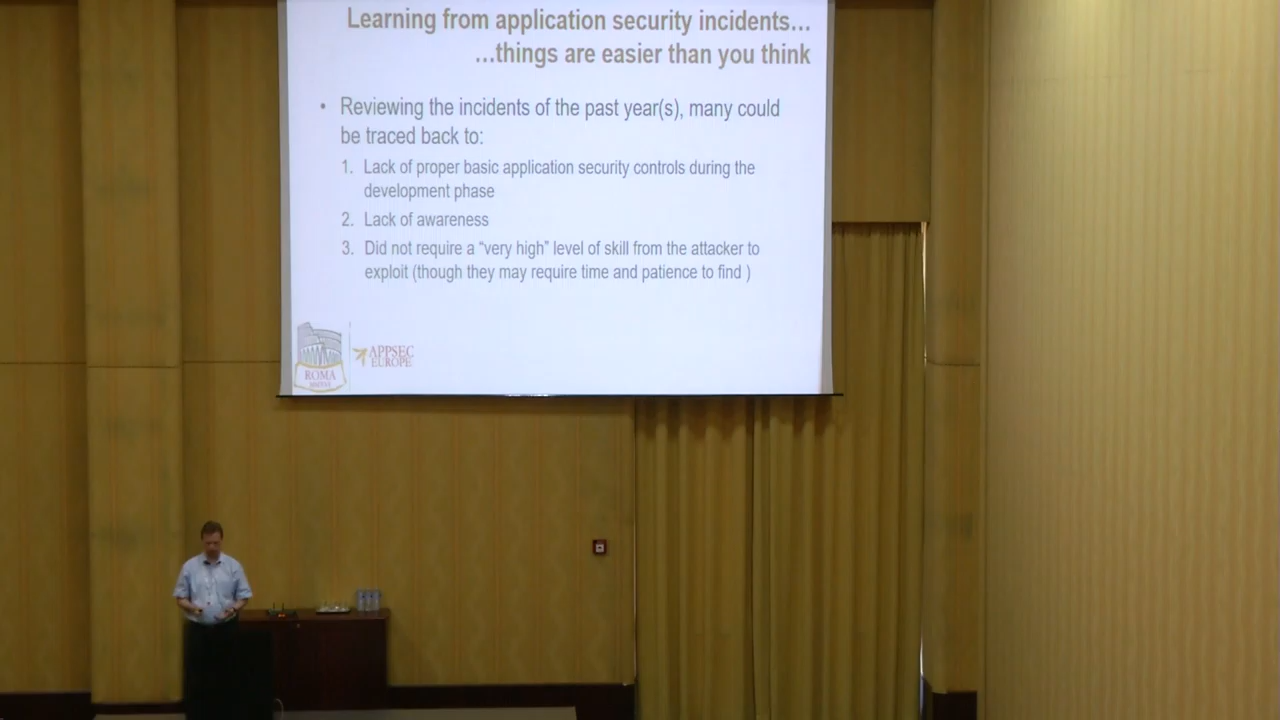 Learning from application security incidents…
…things are easier than you think
• Reviewing the incidents of the past year(s), many could
be traced back to:
1. Lack of proper basic application security controls during the
development phase
2. Lack of awareness
3. Did not require a “very high” level of skill from the attacker to
exploit (though they may require time and patience to find )
ROMA
APPSEC
EUROPE